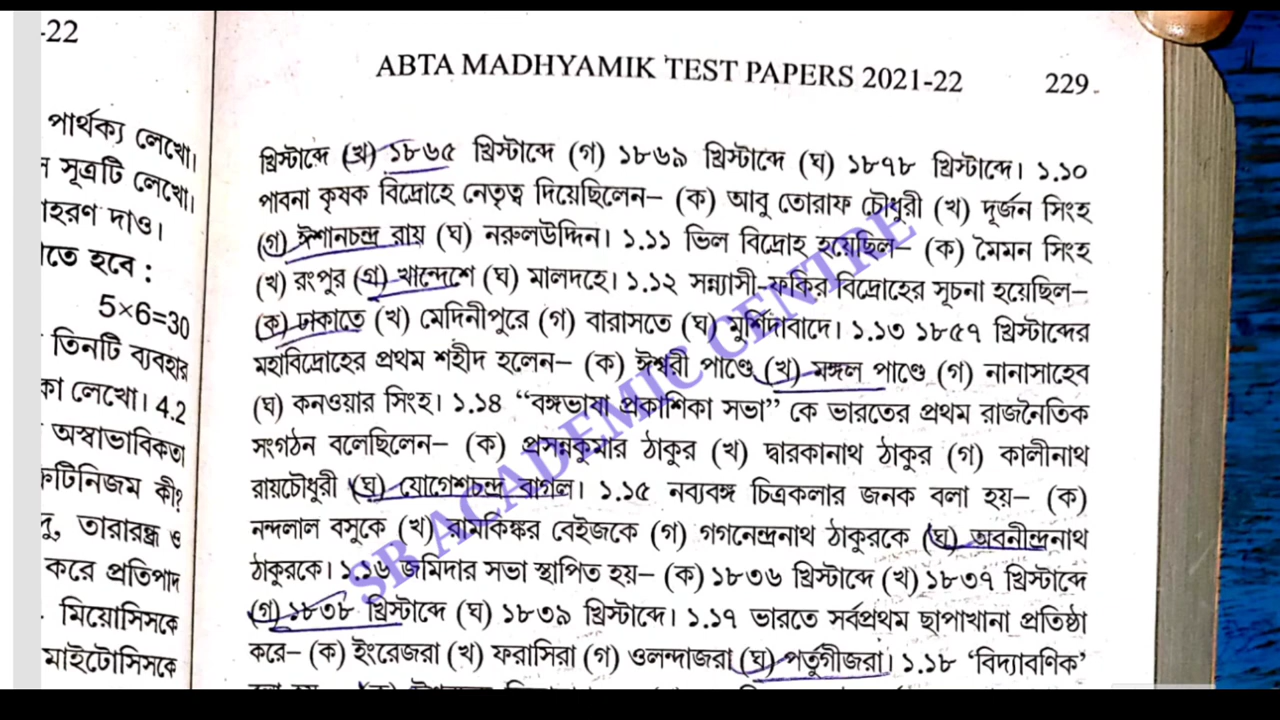 -22
পার্থক্য লেখো।
সূত্রটি লেখো।
হরণ দাও।
তে হবে :
5×6=30
তিনটি ব্যবহার
কা লেখো। 4.2
অস্বাভাবিকতা
টিনিজম কী?
তারারন্ধ্র ও
করে প্রতিপাদ
মিয়োসিসকে
মাইটোসিসকে
ABTA MADHYAMIK TEST PAPERS 2021-22 229
খ্রিস্টাব্দে (খ) ১৮৬৫ খ্রিস্টাব্দে (গ) ১৮৬৯ খ্রিস্টাব্দে (ঘ) ১৮৭৮ খ্রিস্টাব্দে। ১.১০
পাবনা কৃষক বিদ্রোহে নেতৃত্ব দিয়েছিলেন– (ক) আবু তোরাফ চৌধুরী (খ) দূর্জন সিংহ
(গ) ঈশানচন্দ্র রায় (ঘ) নরুলউদ্দিন। ১.১১ ভিল বিদ্রোহ হয়েছিল– (ক) মৈমন সিংহ
(খ) রংপুর (গ) খান্দেশে (ঘ) মালদহে। ১.১২ সন্ন্যাসী-ফকির বিদ্রোহের সূচনা হয়েছিল–
(ক) ঢাকাতে (খ) মেদিনীপুরে (গ) বারাসতে (ঘ) মুর্শিদাবাদে। ১.১৩ ১৮৫৭ খ্রিস্টাব্দের
মহাবিদ্রোহের প্রথম শহীদ হলেন– (ক) ঈশ্বরী পাণ্ডে (খ) মঙ্গল পাণ্ডে (গ) নানাসাহেব
(ঘ) কনওয়ার সিংহ। ১.১৪ “বঙ্গভাষা প্রকাশিকা সভা” কে ভারতের প্রথম রাজনৈতিক
সংগঠন বলেছিলেন– (ক) প্রসন্নকুমার ঠাকুর (খ) দ্বারকানাথ ঠাকুর (গ) কালীনাথ
রায়চৌধুরী (ঘ) যোগেশচন্দ্র বাগল। ১.১৫ নব্যবঙ্গ চিত্রকলার জনক বলা হয়– (ক)
নন্দলাল বসুকে (খ) রামকিঙ্কর বেইজকে (গ) গগনেন্দ্রনাথ ঠাকুরকে (ঘ) অবনীন্দ্রনাথ
ঠাকুরকে। ১.১৬ জমিদার সভা স্থাপিত হয়– (ক) ১৮৩৬ খ্রিস্টাব্দে (খ) ১৮৩৭ খ্রিস্টাব্দে
(গ) ১৮৩৮ খ্রিস্টাব্দে (ঘ) ১৮৩৯ খ্রিস্টাব্দে। ১.১৭ ভারতে সর্বপ্রথম ছাপাখানা প্রতিষ্ঠা
করে– (ক) ইংরেজরা (খ) ফরাসিরা (গ) ওলন্দাজরা (ঘ) পর্তুগীজরা। ১.১৮ ‘বিদ্যাবণিক’
SB ACADEMIC CENTRE